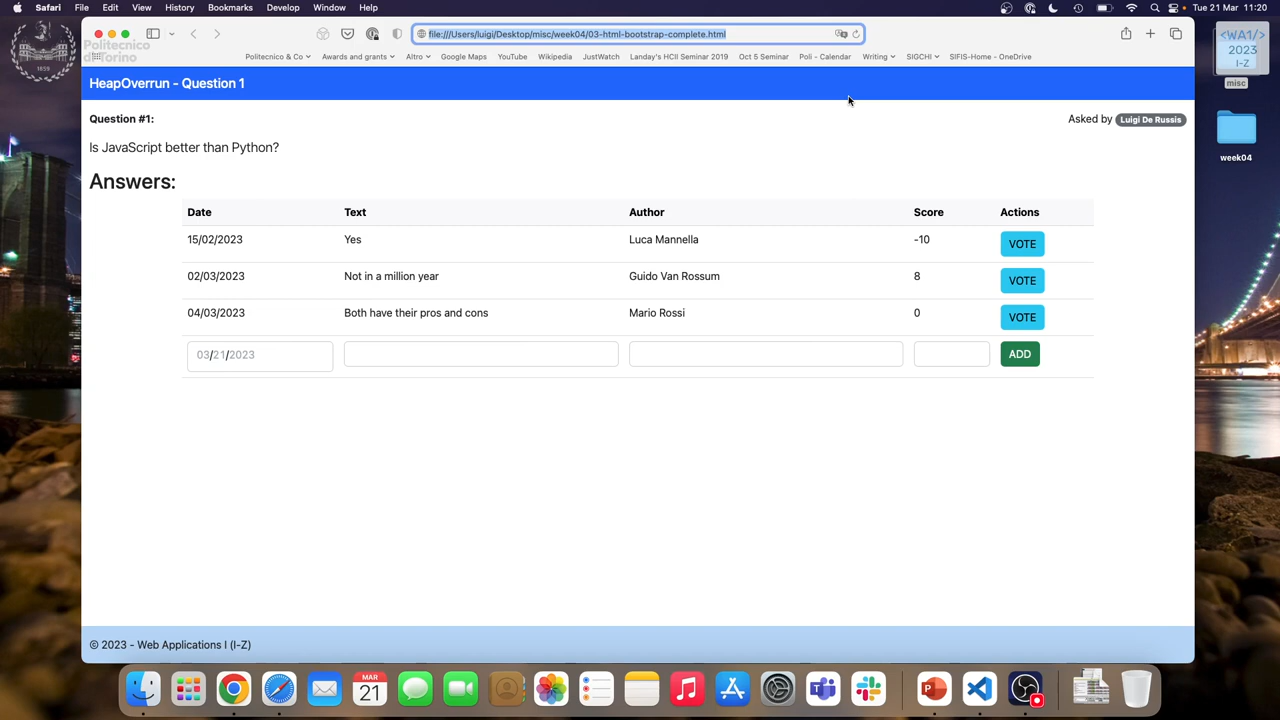 Safari File Edit View History Bookmarks Develop Window Help Tue 21 Mar 11:20
Politecnico
di Torino
1859
file:///Users/luigi/Desktop/misc/week04/03-html-bootstrap-complete.html
Politecnico & Co Awards and grants Altro Google Maps YouTube Wikipedia JustWatch Landay's HCII Seminar 2019 Oct 5 Seminar Poli - Calendar Writing SIGCHI SIFIS-Home - OneDrive
<WA1/>
2023
I-Z
misc
week04
HeapOverrun - Question 1
Question #1: Asked by Luigi De Russis
Is JavaScript better than Python?
Answers:
Date Text Author Score Actions
15/02/2023 Yes Luca Mannella -10 VOTE
02/03/2023 Not in a million year Guido Van Rossum 8 VOTE
04/03/2023 Both have their pros and cons Mario Rossi 0 VOTE
03/21/2023 ADD
© 2023 - Web Applications I (I-Z)
MAR
21